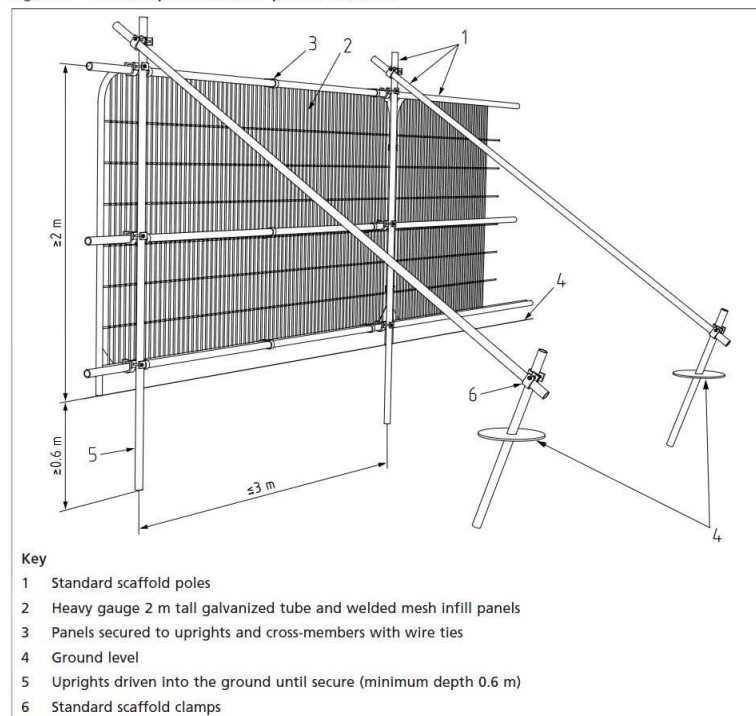 3
2
1
≥2 m
4
6
≥0.6 m
5
≤3 m
4
Key
1 Standard scaffold poles
2 Heavy gauge 2 m tall galvanized tube and welded mesh infill panels
3 Panels secured to uprights and cross-members with wire ties
4 Ground level
5 Uprights driven into the ground until secure (minimum depth 0.6 m)
6 Standard scaffold clamps